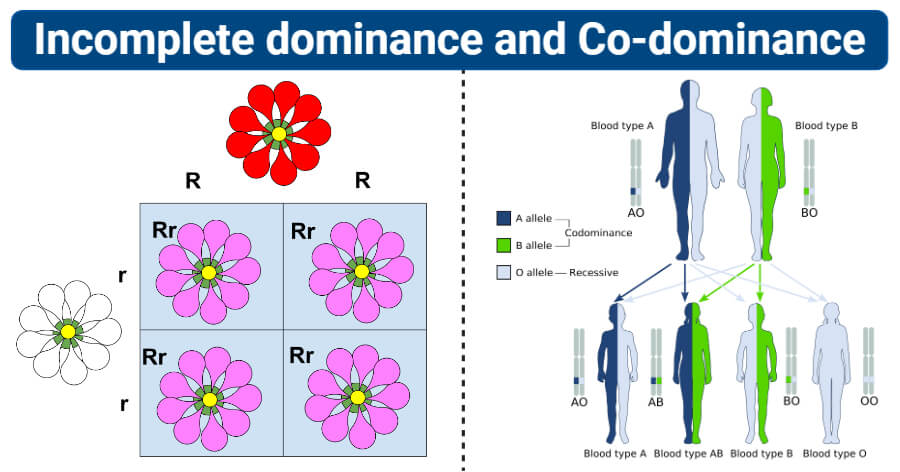 Incomplete dominance and Co-dominance
R
R
r
r
Rr
Rr
Rr
Rr
Blood type A
Blood type B
AO
BO
A allele
Codominance
B allele
O allele
Recessive
AO
AB
BO
OO
Blood type A
Blood type AB
Blood type B
Blood type O